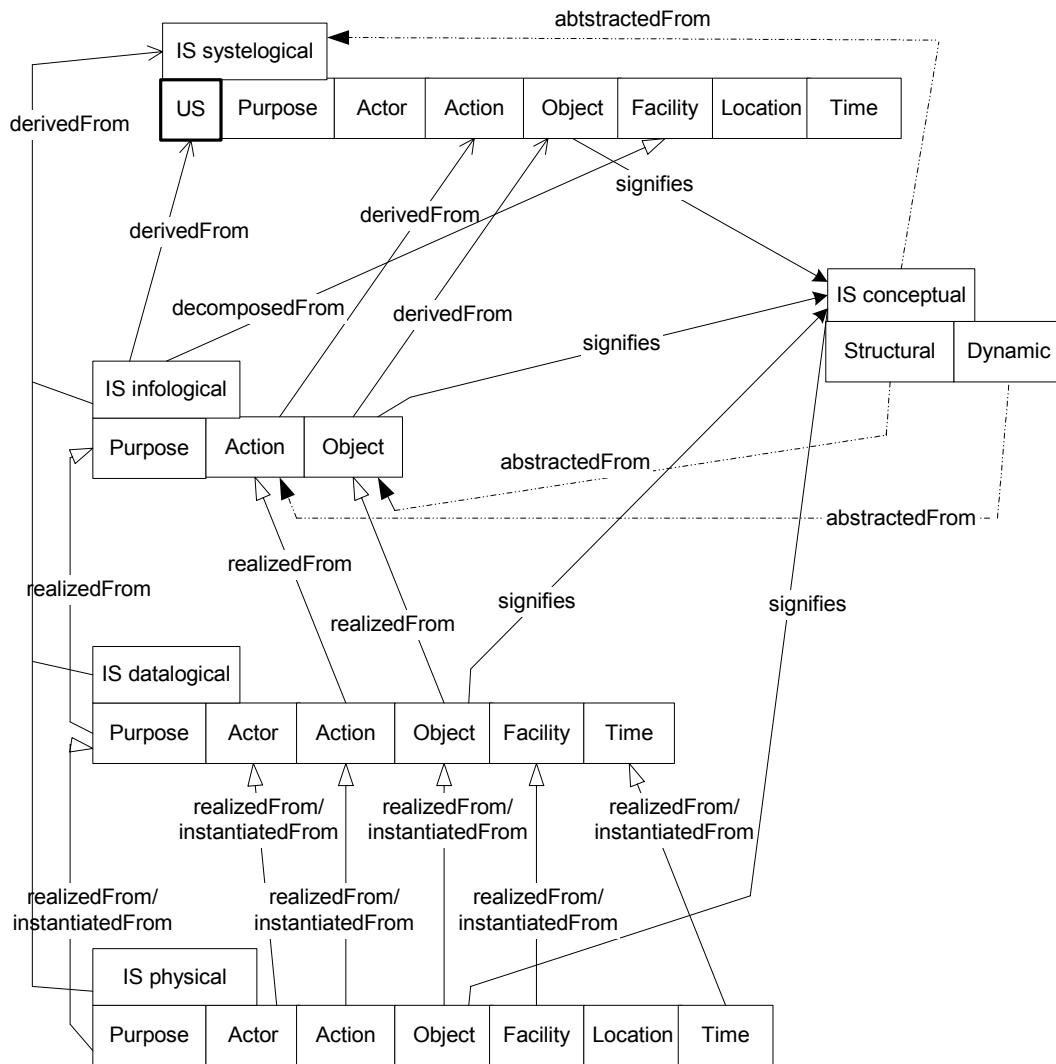 abtstractedFrom
IS systelogical
US Purpose Actor Action Object Facility Location Time
derivedFrom
signifies
derivedFrom
derivedFrom
IS conceptual
decomposedFrom
derivedFrom
signifies
Structural Dynamic
IS infological
Purpose Action Object
abstractedFrom
abstractedFrom
realizedFrom
realizedFrom
signifies
signifies
realizedFrom
IS datalogical
Purpose Actor Action Object Facility Time
realizedFrom/
instantiatedFrom
realizedFrom/
instantiatedFrom
realizedFrom/
instantiatedFrom
realizedFrom/
instantiatedFrom
realizedFrom/
instantiatedFrom
realizedFrom/
instantiatedFrom
IS physical
Purpose Actor Action Object Facility Location Time